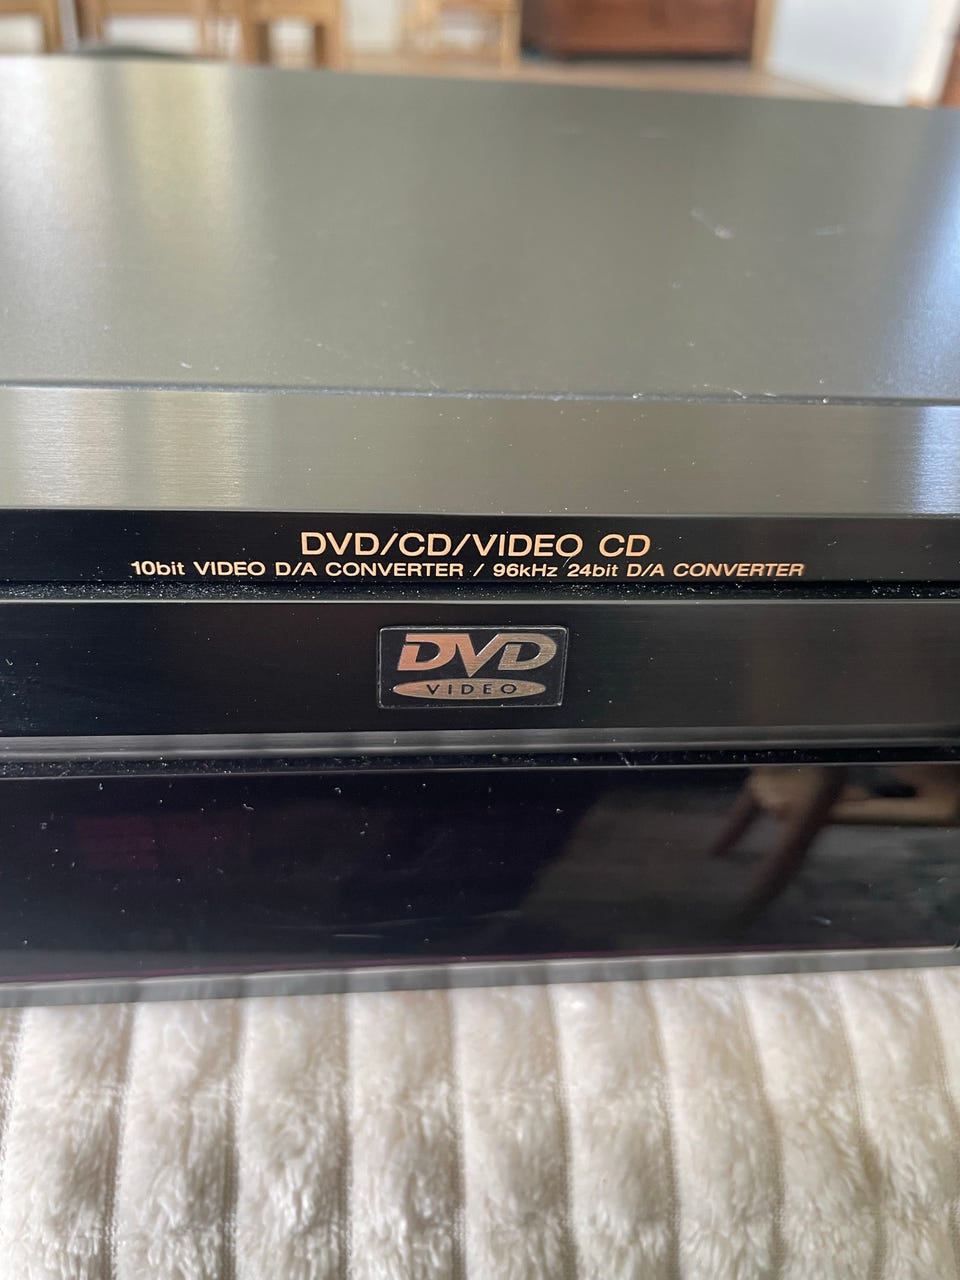 DVD/CD/VIDEO CD
10bit VIDEO D/A CONVERTER / 96kHz 24bit D/A CONVERTER
DVD
VIDEO